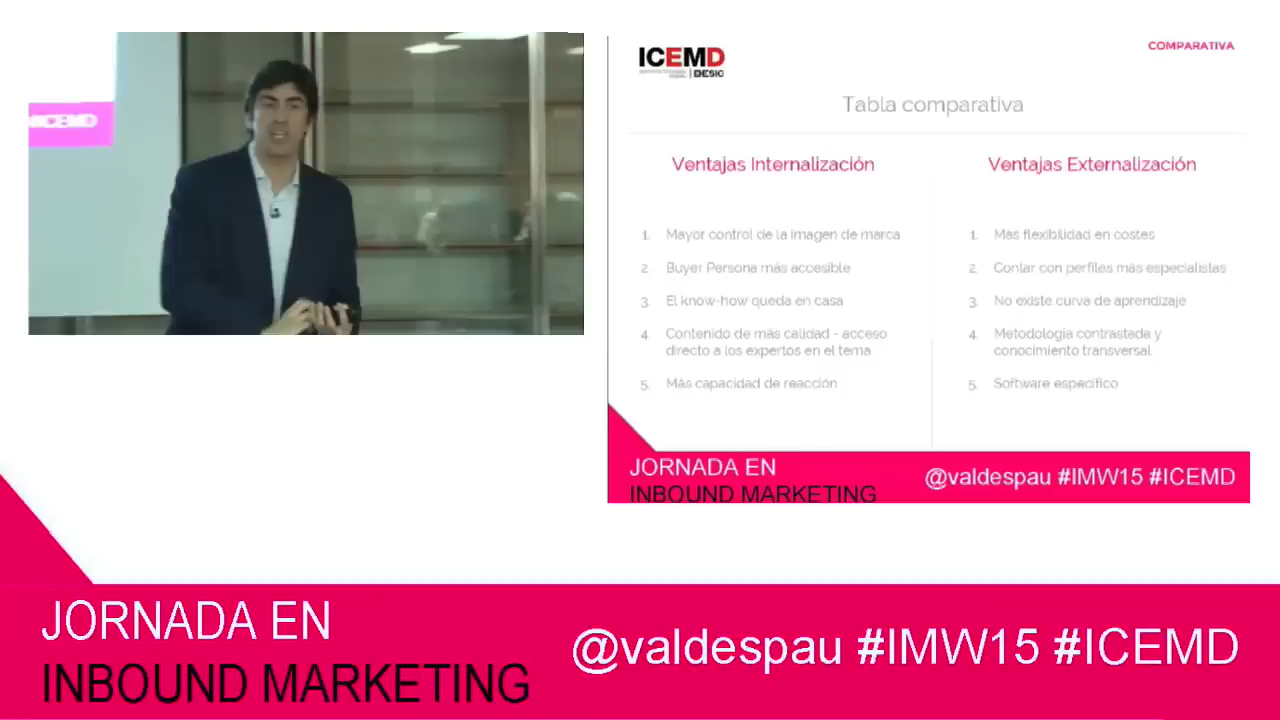 ICEMD
ICEMD
ESIC
COMPARATIVA
Tabla comparativa
Ventajas Internalización
1. Mayor control de la imagen de marca
2. Buyer Persona más accesible
3. El know-how queda en casa
4. Contenido de más calidad - acceso
directo a los expertos en el tema
5. Más capacidad de reacción
Ventajas Externalización
1. Mas flexibilidad en costes
2. Contar con perfiles más especialistas
3. No existe curva de aprendizaje
4. Metodología contrastada y
conocimiento transversal
5. Software específico
JORNADA EN
INBOUND MARKETING
@valdespau #IMW15 #ICEMD
JORNADA EN
INBOUND MARKETING
@valdespau #IMW15 #ICEMD